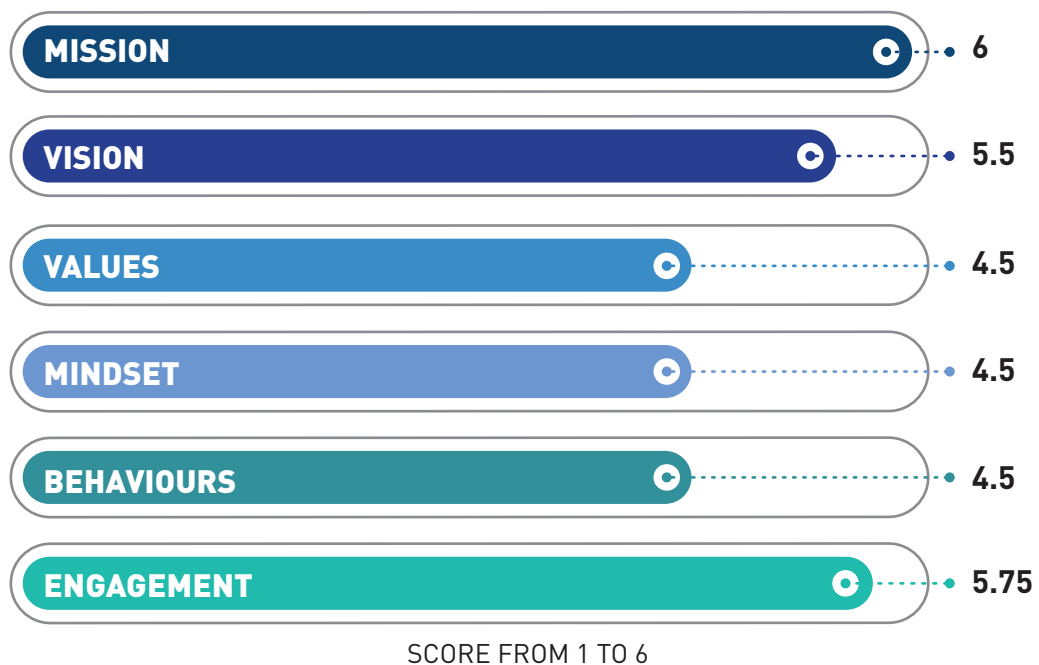 MISSION 6
VISION 5.5
VALUES 4.5
MINDSET 4.5
BEHAVIOURS 4.5
ENGAGEMENT 5.75
SCORE FROM 1 TO 6